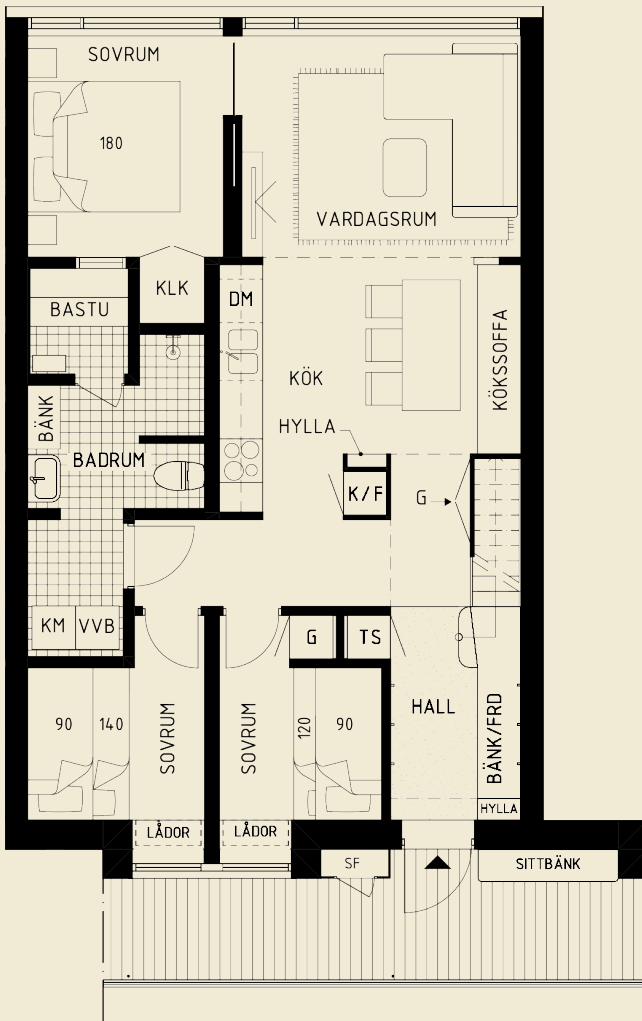 SOVRUM
180
VARDAGSRUM
KLK
DM
BASTU
KÖK
KÖKSSOFFA
BÄNK
HYLLA
BADRUM
K/F
G
KM
VVB
G
TS
HALL
BÄNK/FRD
90
140
SOVRUM
SOVRUM
120
90
HYLLA
LÅDOR
LÅDOR
SF
SITTBÄNK